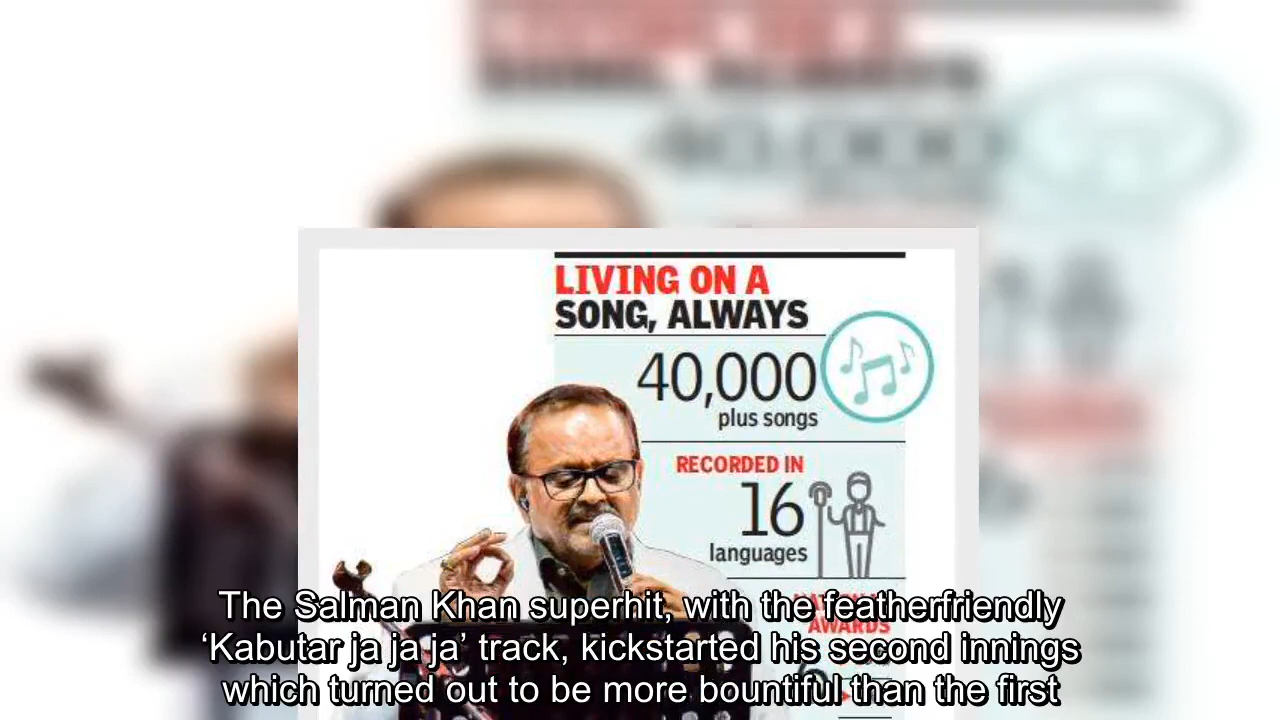 LIVING ON A
SONG, ALWAYS
40,000
plus songs
RECORDED IN
16
languages
AWARDS
The Salman Khan superhit, with the featherfriendly
‘Kabutar ja ja ja’ track, kickstarted his second innings
which turned out to be more bountiful than the first